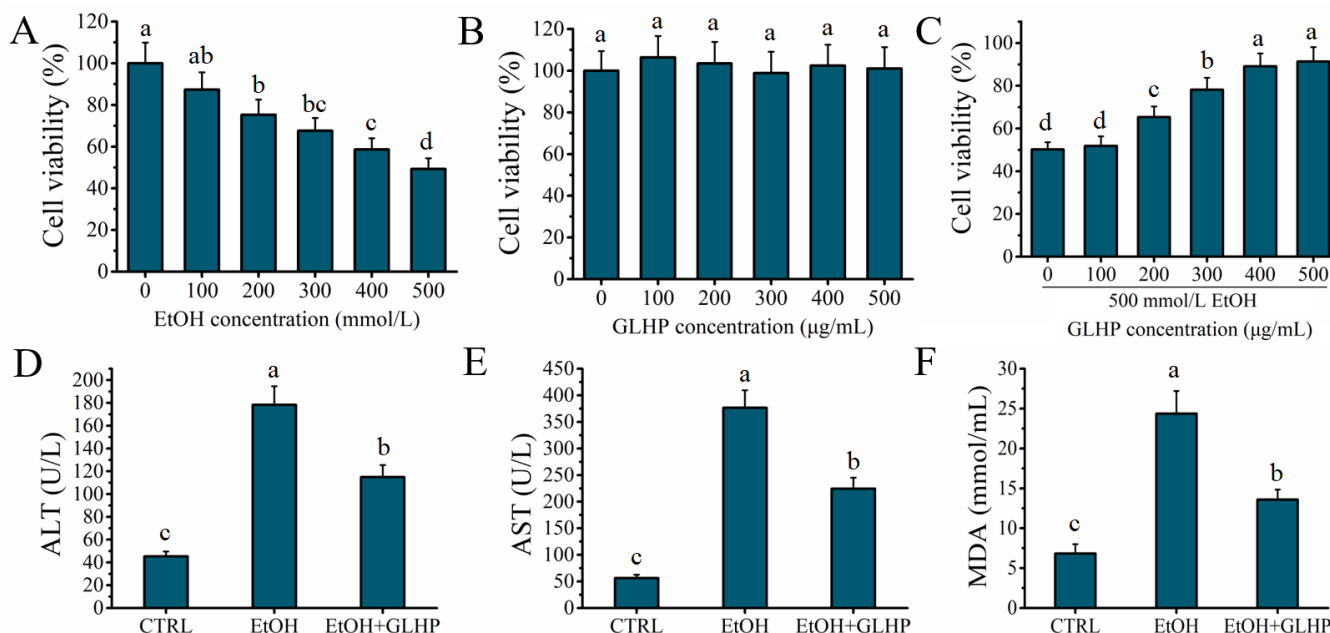 A
Cell viability (%)
120
100
80
60
40
20
0
a
ab
b
bc
c
d
0 100 200 300 400 500
EtOH concentration (mmol/L)
B
Cell viability (%)
120
100
80
60
40
20
0
a a a a a a
0 100 200 300 400 500
GLHP concentration (μg/mL)
C
Cell viability (%)
100
80
60
40
20
0
d d c b a a
0 100 200 300 400 500
500 mmol/L EtOH
GLHP concentration (μg/mL)
D
ALT (U/L)
200
180
160
140
120
100
80
60
40
20
0
c
a
b
CTRL EtOH EtOH+GLHP
E
AST (U/L)
450
400
350
300
250
200
150
100
50
0
c
a
b
CTRL EtOH EtOH+GLHP
F
MDA (mmol/mL)
30
25
20
15
10
5
0
c
a
b
CTRL EtOH EtOH+GLHP